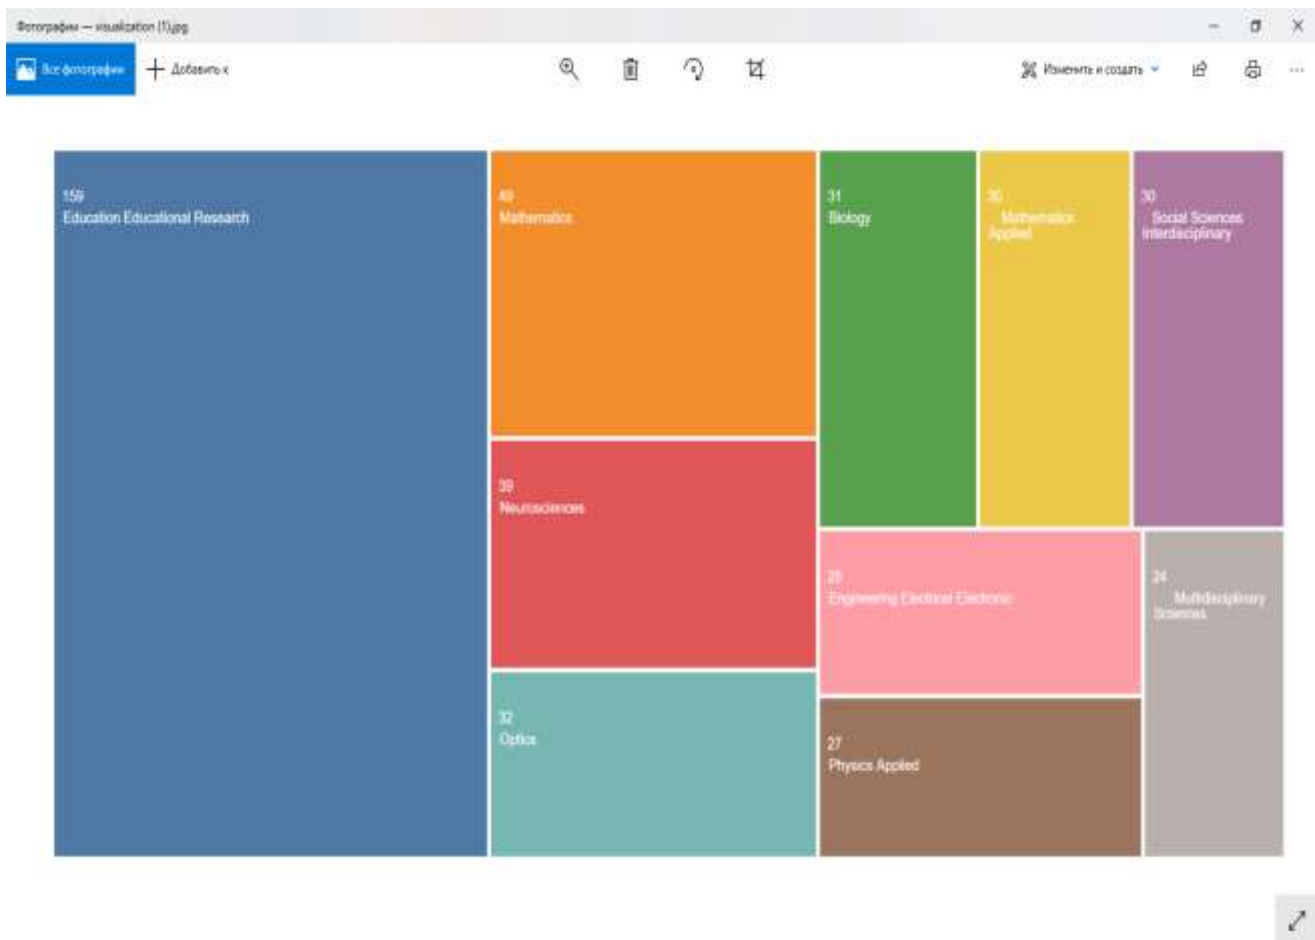 Фотографии — visualization (1).jpg
Все фотографии
Добавить к
Изменить и создать
159
Education Educational Research
49
Mathematics
39
Neurosciences
32
Optics
31
Biology
30
Mathematics
Applied
30
Social Sciences
Interdisciplinary
28
Engineering Electrical Electronic
27
Physics Applied
24
Multidisciplinary
Sciences